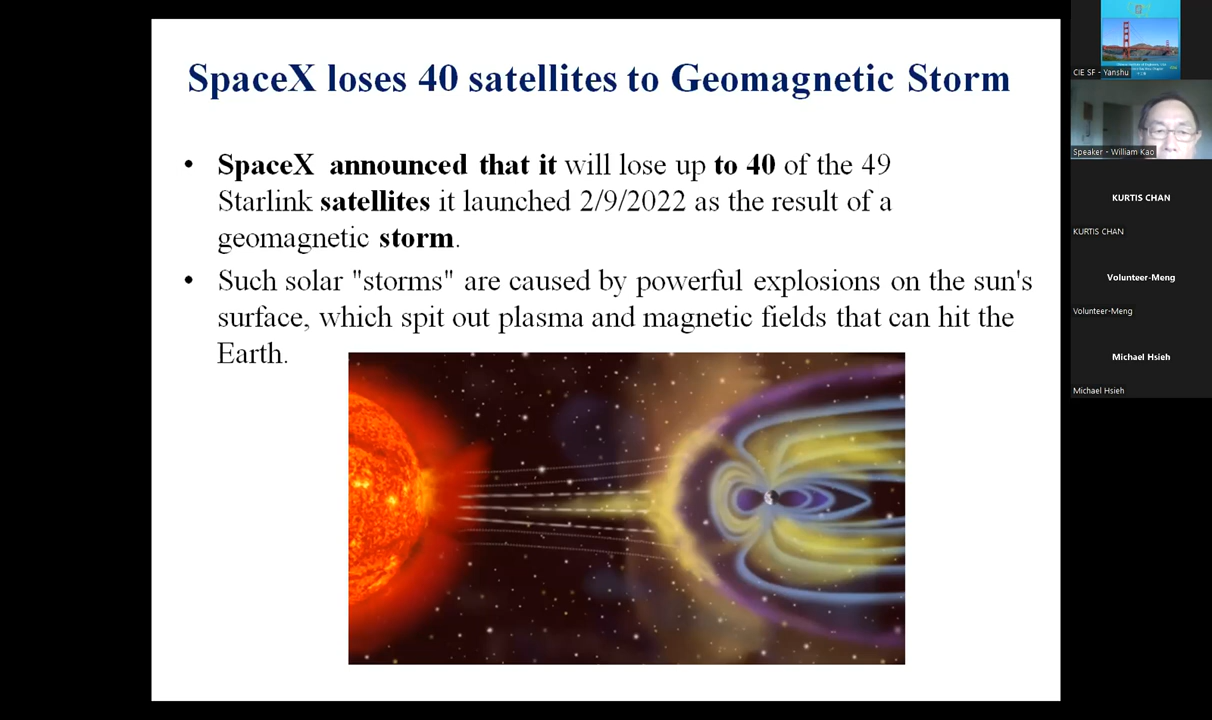 SpaceX loses 40 satellites to Geomagnetic Storm
• SpaceX announced that it will lose up to 40 of the 49
Starlink satellites it launched 2/9/2022 as the result of a
geomagnetic storm.
• Such solar "storms" are caused by powerful explosions on the sun's
surface, which spit out plasma and magnetic fields that can hit the
Earth.
CIE SF - Yanshu
Speaker - William Kao
KURTIS CHAN
KURTIS CHAN
Volunteer-Meng
Volunteer-Meng
Michael Hsieh
Michael Hsieh